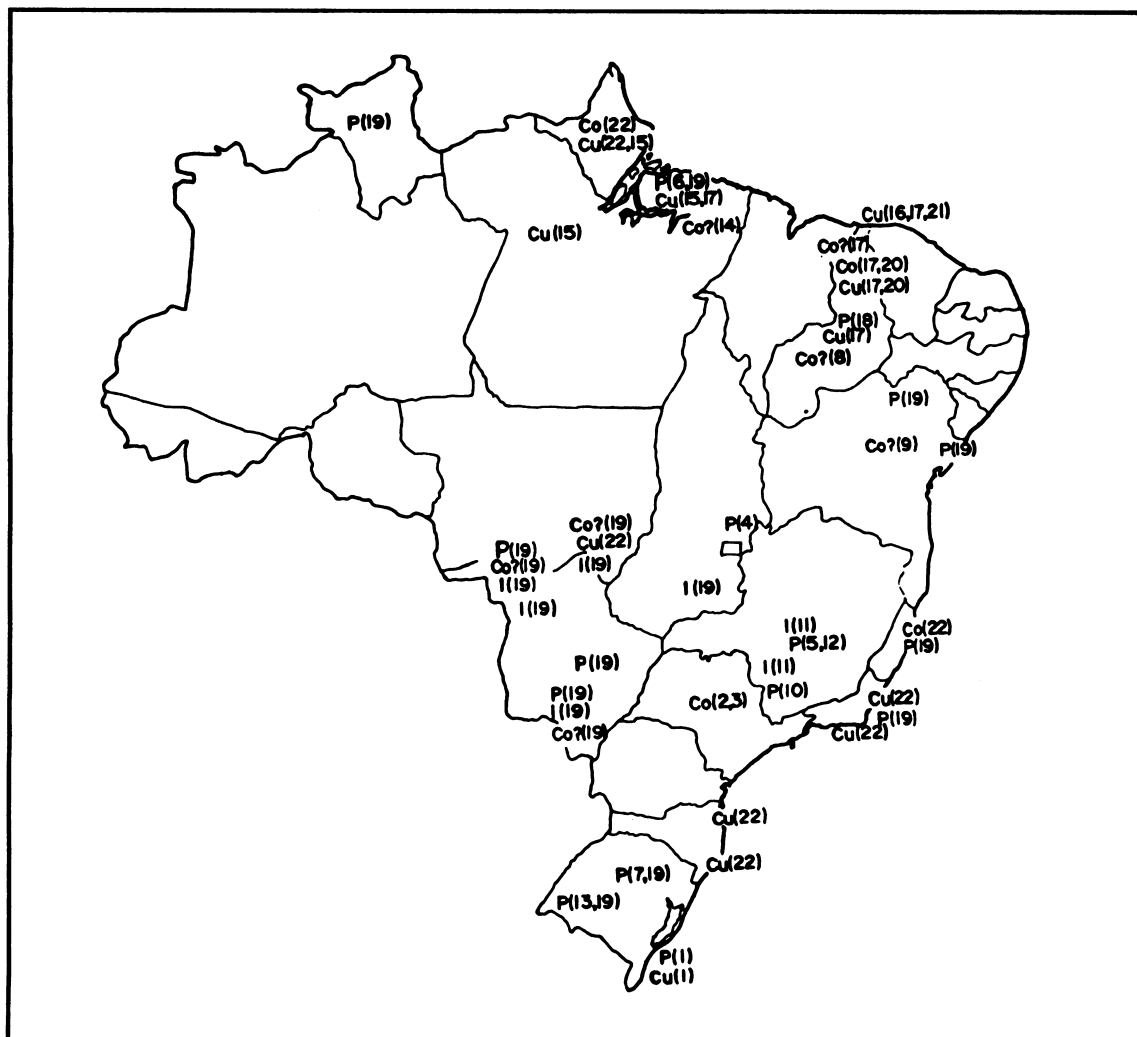 P(19)
Co(22)
Cu(22,15)
P(6,19)
Cu(15,17)
Co?(14)
Cu(15)
Cu(16,17,21)
Co?(17)
Co(17,20)
Cu(17,20)
P(18)
Cu(17)
Co?(8)
P(19)
Co?(9)
P(19)
P(4)
Co?(19)
Cu(22)
I(19)
P(19)
Co?(19)
I(19)
I(19)
I(19)
I(11)
P(5,12)
I(11)
P(10)
Co(22)
P(19)
P(19)
P(19)
I(19)
Co?(19)
Co(2,3)
Cu(22)
P(19)
Cu(22)
Cu(22)
Cu(22)
P(7,19)
P(13,19)
P(1)
Cu(1)